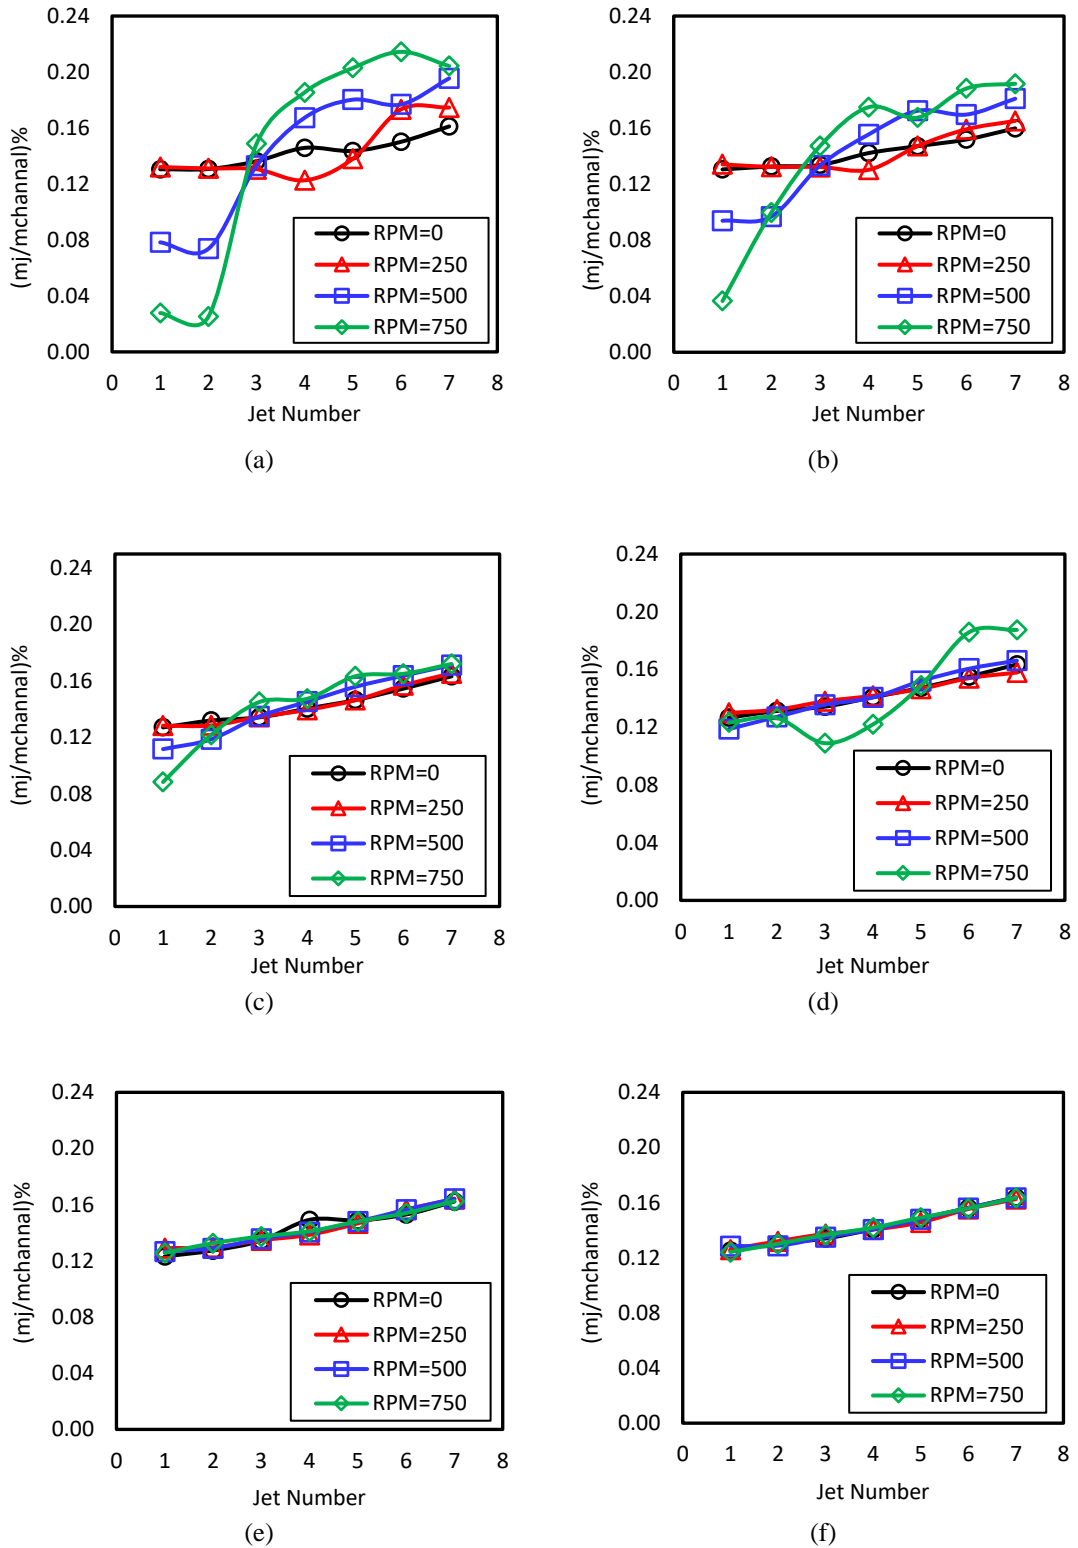 0.24
0.20
0.16
0.12
0.08
0.04
0.00
0 1 2 3 4 5 6 7 8
(mj/mchannal)%
Jet Number
RPM=0
RPM=250
RPM=500
RPM=750
(a)
0.24
0.20
0.16
0.12
0.08
0.04
0.00
0 1 2 3 4 5 6 7 8
(mj/mchannal)%
Jet Number
RPM=0
RPM=250
RPM=500
RPM=750
(b)
0.24
0.20
0.16
0.12
0.08
0.04
0.00
0 1 2 3 4 5 6 7 8
(mj/mchannal)%
Jet Number
RPM=0
RPM=250
RPM=500
RPM=750
(c)
0.24
0.20
0.16
0.12
0.08
0.04
0.00
0 1 2 3 4 5 6 7 8
(mj/mchannal)%
Jet Number
RPM=0
RPM=250
RPM=500
RPM=750
(d)
0.24
0.20
0.16
0.12
0.08
0.04
0.00
0 1 2 3 4 5 6 7 8
(mj/mchannal)%
Jet Number
RPM=0
RPM=250
RPM=500
RPM=750
(e)
0.24
0.20
0.16
0.12
0.08
0.04
0.00
0 1 2 3 4 5 6 7 8
(mj/mchannal)%
Jet Number
RPM=0
RPM=250
RPM=500
RPM=750
(f)